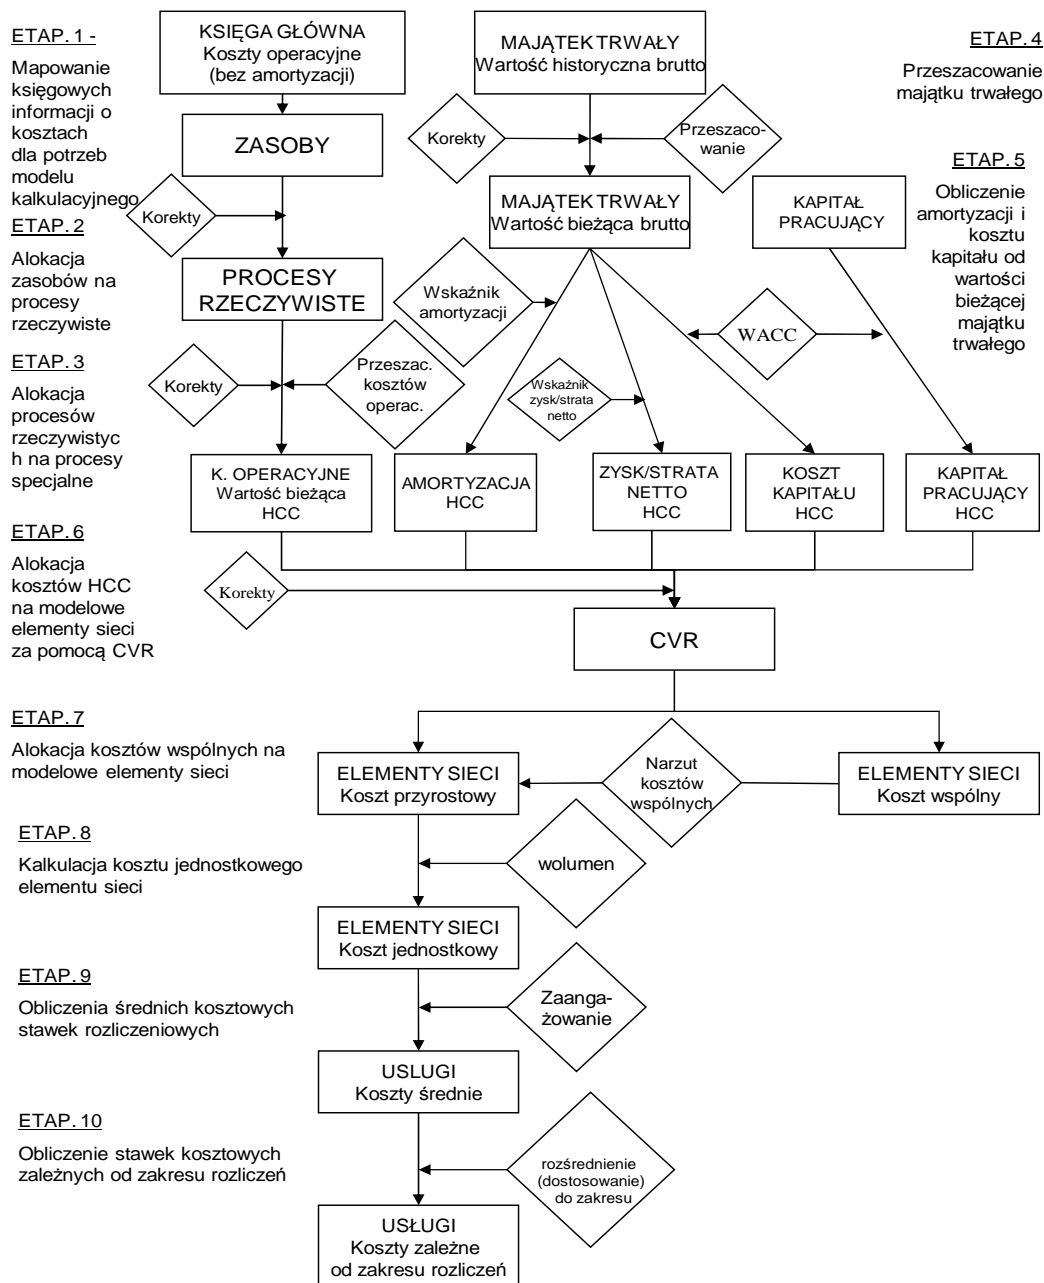 ETAP. 1 -
Mapowanie
księgowych
informacji o
kosztach
dla potrzeb
modelu
kalkulacyjnego
ETAP. 2
Alokacja
zasobów na
procesy
rzeczywiste
ETAP. 3
Alokacja
procesów
rzeczywistyc
h na procesy
specjalne
ETAP. 6
Alokacja
kosztów HCC
na modelowe
elementy sieci
za pomocą CVR
ETAP. 7
Alokacja kosztów wspólnych na
modelowe elementy sieci
ETAP. 8
Kalkulacja kosztu jednostkowego
elementu sieci
ETAP. 9
Obliczenia średnich kosztowych
stawek rozliczeniowych
ETAP. 10
Obliczenie stawek kosztowych
zależnych od zakresu rozliczeń
KSIĘGA GŁÓWNA
Koszty operacyjne
(bez amortyzacji)
ZASOBY
Korekty
PROCESY
RZECZYWISTE
Korekty
Przeszac.
kosztów
operac.
K. OPERACYJNE
Wartość bieżąca
HCC
MAJĄTEK TRWAŁY
Wartość historyczna brutto
Korekty
Przeszaco-
wanie
MAJĄTEK TRWAŁY
Wartość bieżąca brutto
KAPITAŁ
PRACUJĄCY
Wskaźnik
amortyzacji
WACC
Wskaźnik
zysk/strata
netto
AMORTYZACJA
HCC
ZYSK/STRATA
NETTO
HCC
KOSZT
KAPITAŁU
HCC
KAPITAŁ
PRACUJĄCY
HCC
ETAP. 4
Przeszacowanie
majątku trwałego
ETAP. 5
Obliczenie
amortyzacji i
kosztu
kapitału od
wartości
bieżącej
majątku
trwałego
Korekty
CVR
ELEMENTY SIECI
Koszt przyrostowy
Narzut
kosztów
wspólnych
ELEMENTY SIECI
Koszt wspólny
wolumen
ELEMENTY SIECI
Koszt jednostkowy
Zaanga-
żowanie
USLUGI
Koszty średnie
rozśrednienie
(dostosowanie)
do zakresu
USŁUGI
Koszty zależne
od zakresu rozliczeń